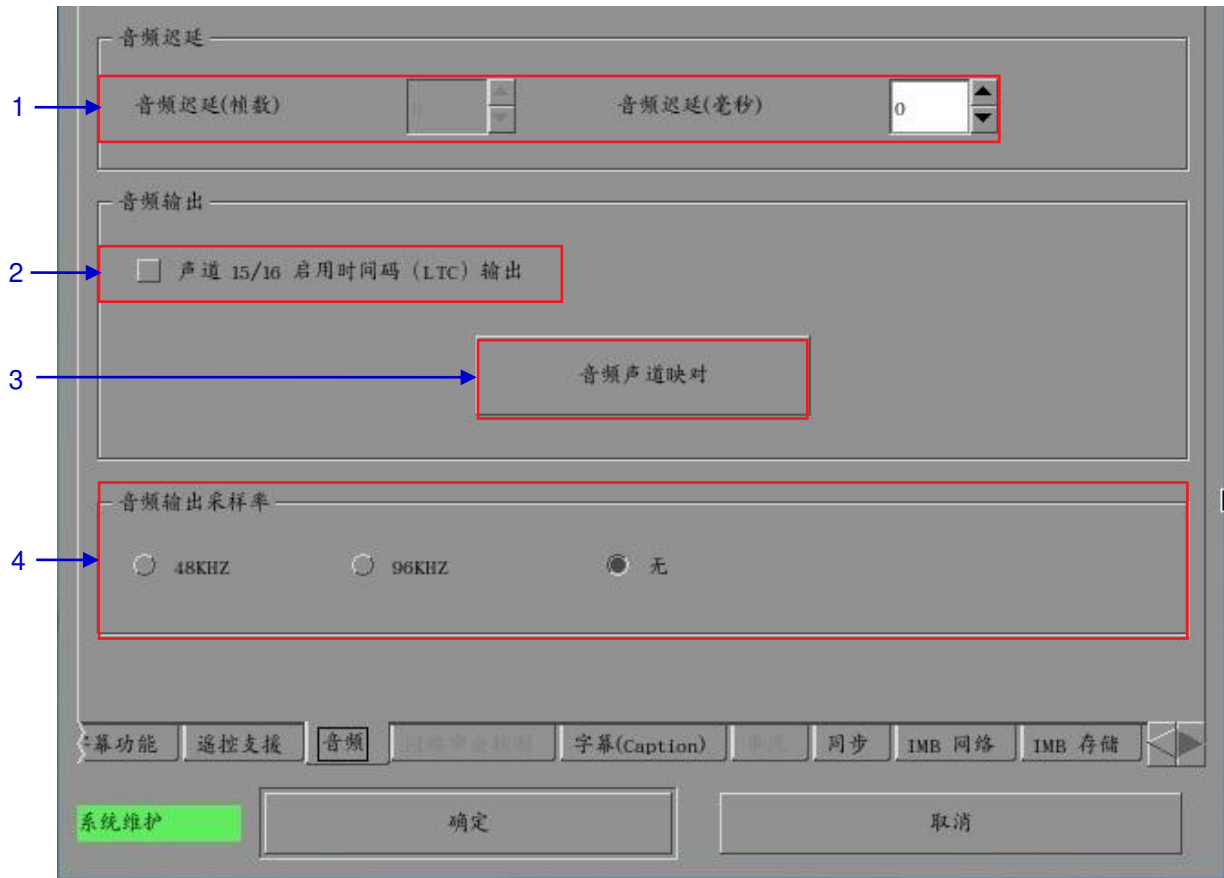 音频迟延
1
音频迟延(帧数)
音频迟延(毫秒)
0
音频输出
2
声道 15/16 启用时间码（LTC）输出
3
音频声道映对
音频输出采样率
4
48KHZ
96KHZ
无
幕功能
遥控支援
音频
字幕(Caption)
同步
IMB 网络
IMB 存储
系统维护
确定
取消